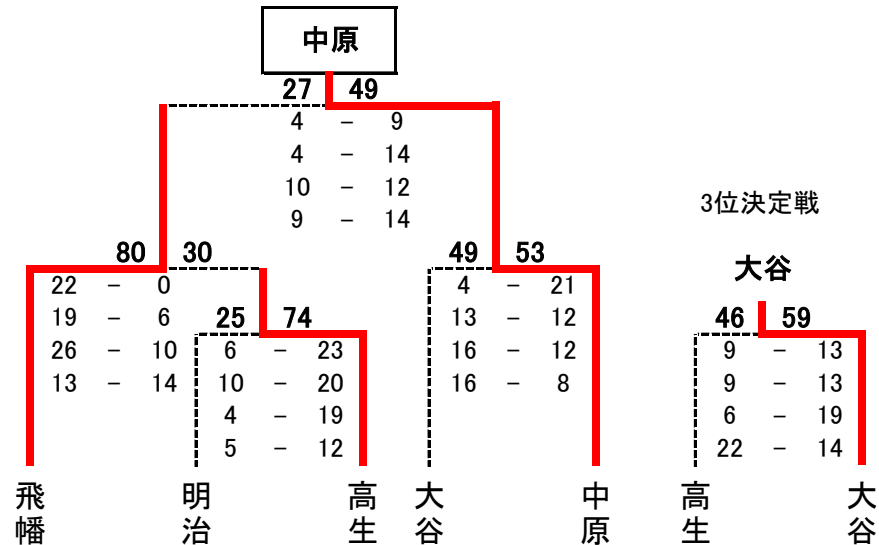 中原
27 49
4 － 9
4 － 14
10 － 12
9 － 14
3位決定戦
80 30
49 53
大谷
22 － 0
4 － 21
19 － 6
25 74
13 － 12
46 59
26 － 10
6 － 23
16 － 12
9 － 13
13 － 14
10 － 20
16 － 8
9 － 13
4 － 19
6 － 19
5 － 12
22 － 14
飛幡
明治
高生
大谷
中原
高生
大谷